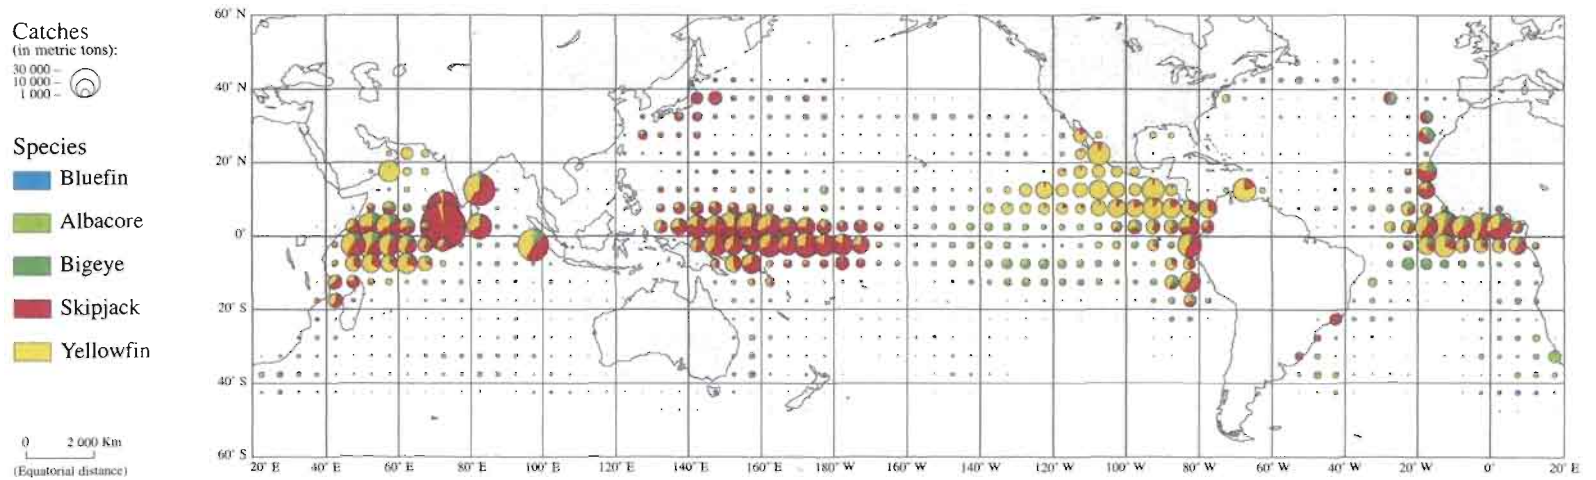 Catches
(in metric tons):
30 000
10 000
1 000
Species
Bluefin
Albacore
Bigeye
Skipjack
Yellowfin
0 2 000 Km
(Equatorial distance)
60° N
40° N
20° N
0°
20° S
40° S
60° S
20° E 40° E 60° E 80° E 100° E 120° E 140° E 160° E 180° W 160° W 140° W 120° W 100° W 80° W 60° W 40° W 20° W 0° 20° E